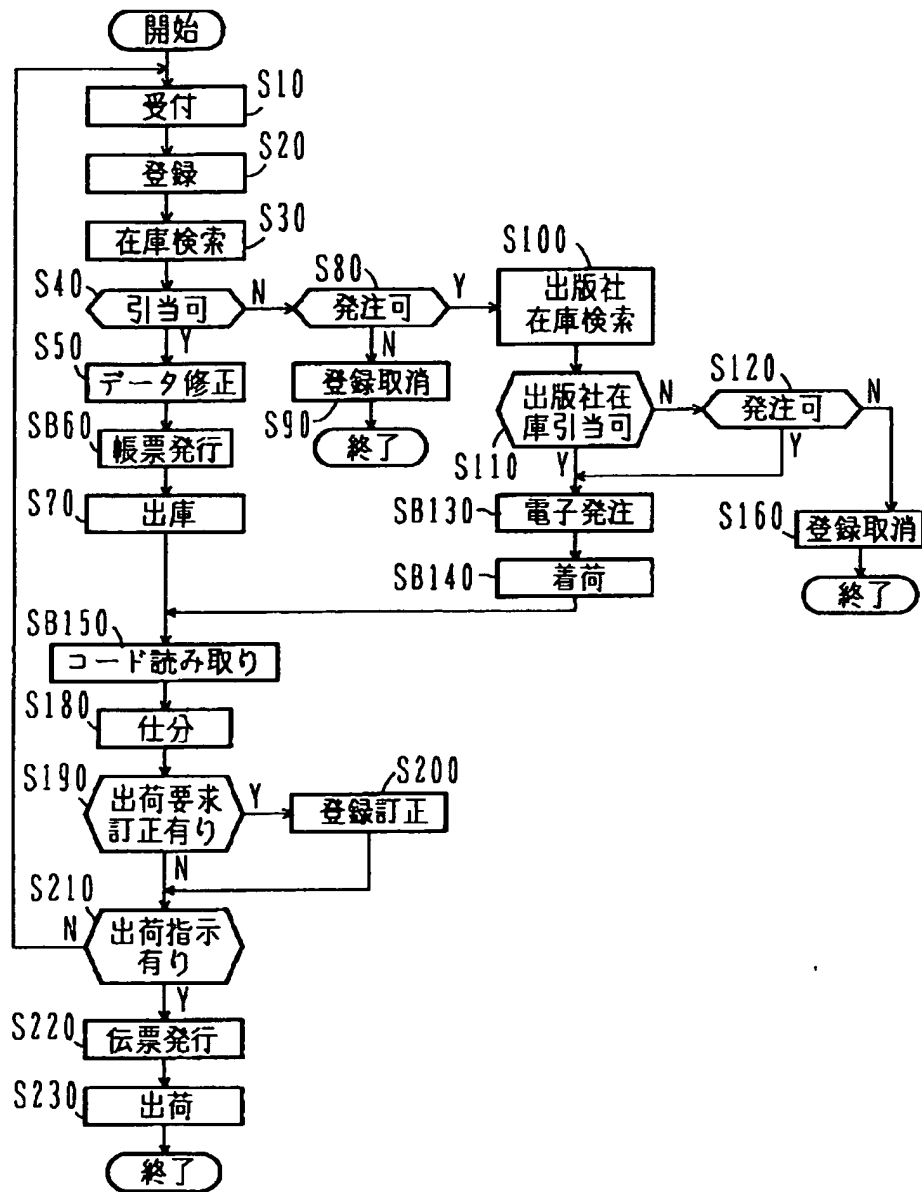 開始
S10
受付
S20
登録
S30
在庫検索
S40
引当可
N
Y
S80
発注可
Y
N
S100
出版社
在庫検索
S50
データ修正
登録取消
S90
終了
出版社在
庫引当可
S110
N
Y
S120
発注可
N
Y
SB60
帳票発行
S70
出庫
SB130
電子発注
S160
登録取消
終了
SB140
着荷
SB150
コード読み取り
S180
仕分
S190
出荷要求
訂正有り
Y
N
S200
登録訂正
S210
出荷指示
有り
N
Y
S220
伝票発行
S230
出荷
終了